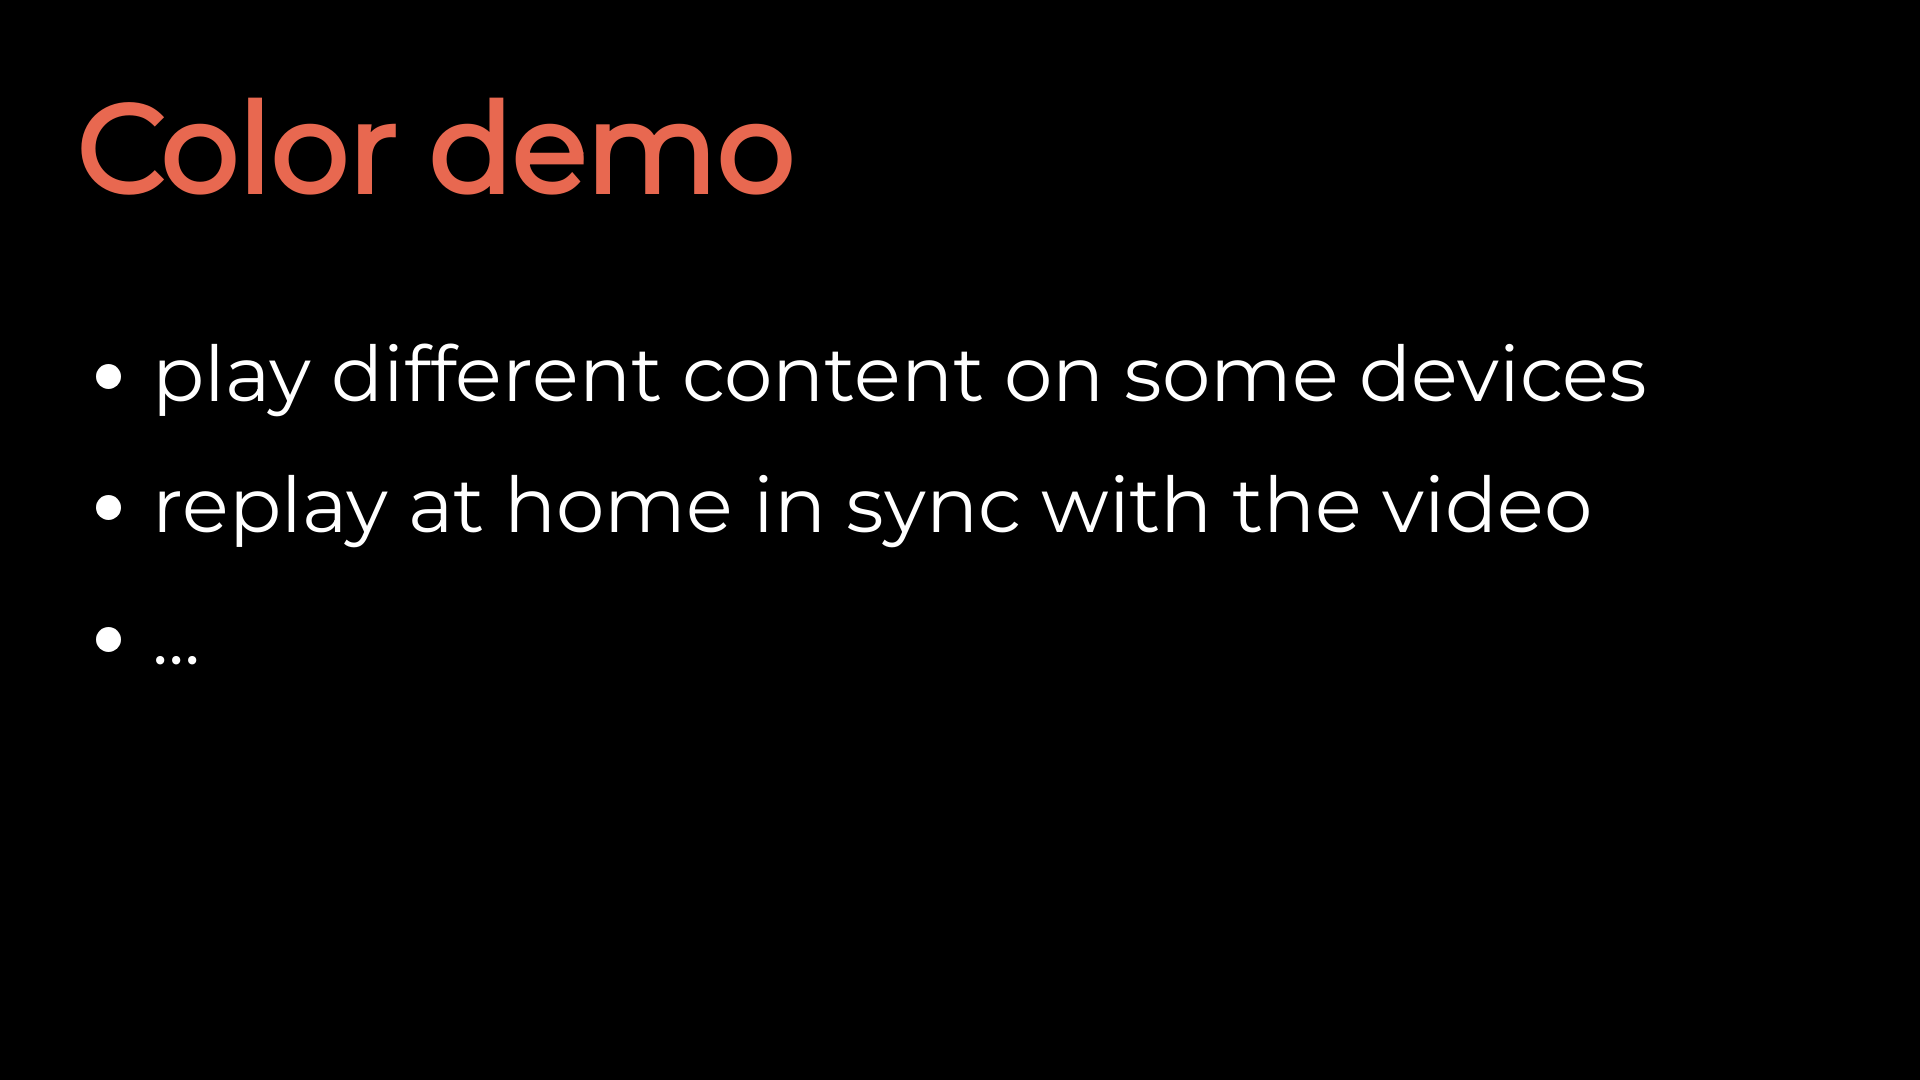 Color demo
• play different content on some devices
• replay at home in sync with the video
• ...